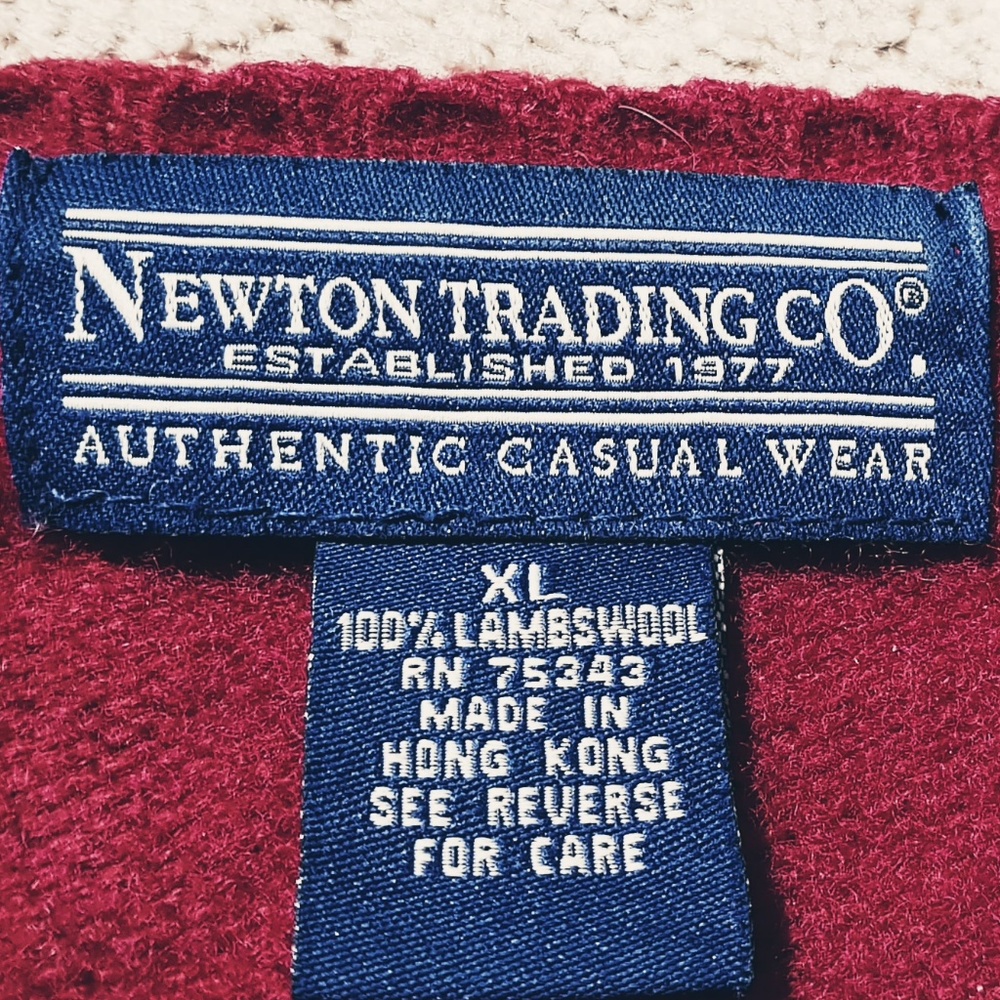 NEWTON TRADING CO.®
ESTABLISHED 1977
AUTHENTIC CASUAL WEAR
XL
100% LAMBSWOOL
RN 75343
MADE IN
HONG KONG
SEE REVERSE
FOR CARE